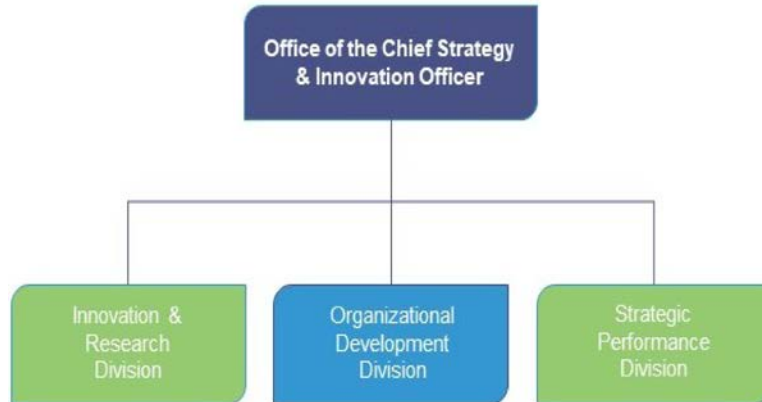 Office of the Chief Strategy
& Innovation Officer
Innovation &
Research
Division
Organizational
Development
Division
Strategic
Performance
Division